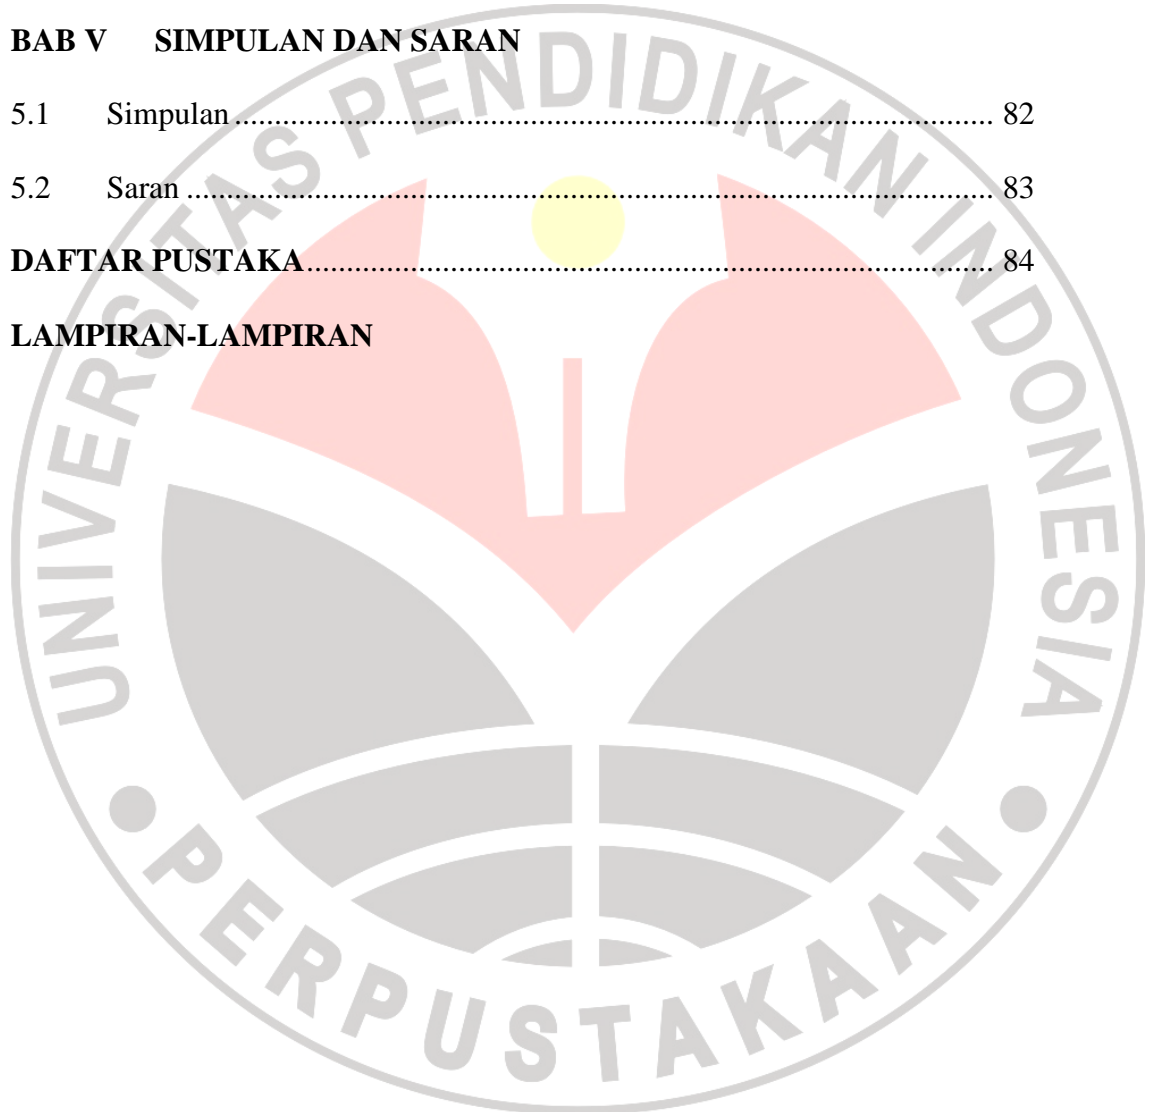 BAB V SIMPULAN DAN SARAN
5.1 Simpulan ................................................................................ 82
5.2 Saran ..................................................................................... 83
DAFTAR PUSTAKA......................................................................... 84
LAMPIRAN-LAMPIRAN
UNIVERSITAS PENDIDIKAN INDONESIA
PERPUSTAKAAN